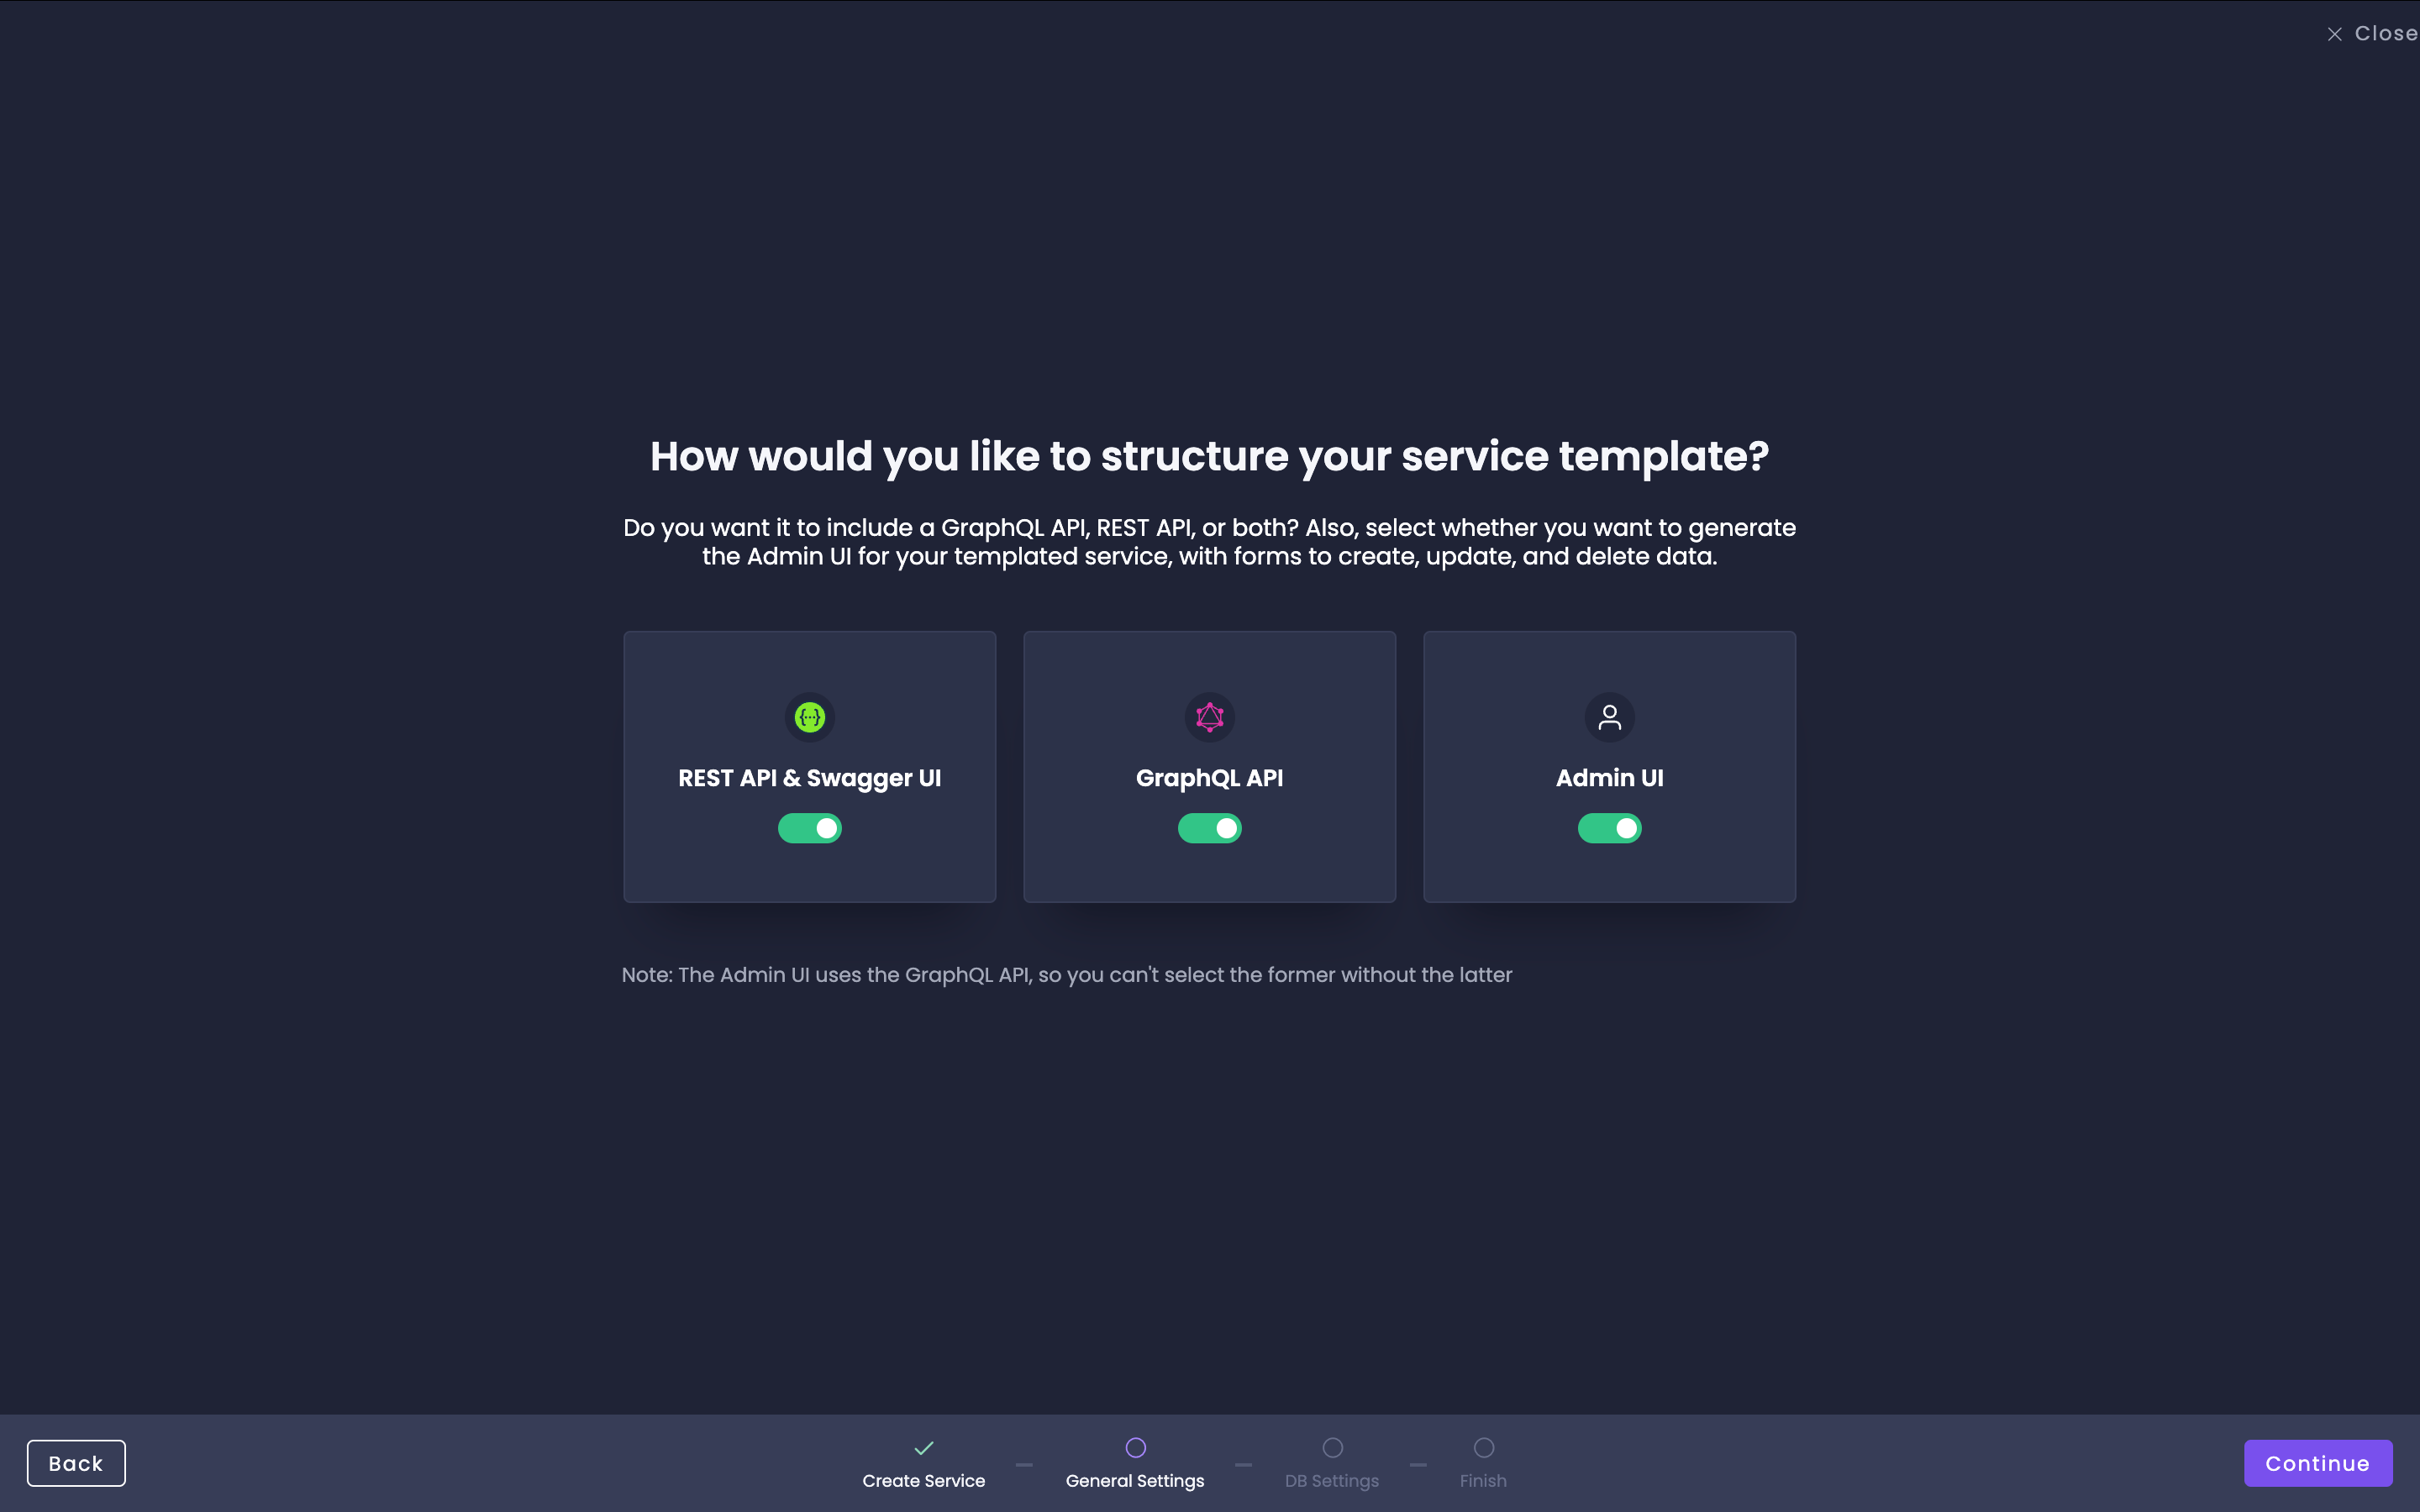 Close
How would you like to structure your service template?
Do you want it to include a GraphQL API, REST API, or both? Also, select whether you want to generate
the Admin UI for your templated service, with forms to create, update, and delete data.
REST API & Swagger UI
GraphQL API
Admin UI
Note: The Admin UI uses the GraphQL API, so you can't select the former without the latter
Back
Create Service
General Settings
DB Settings
Finish
Continue